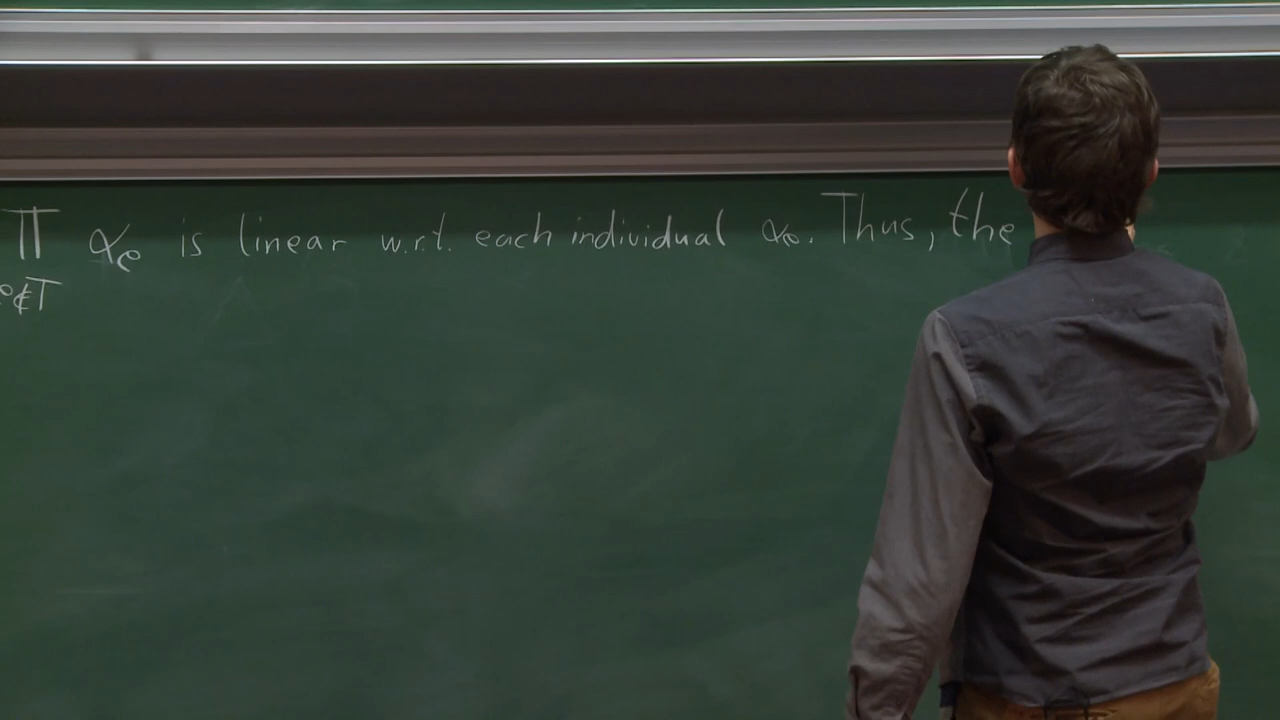 ∏ αₑ is linear w.r.t. each individual αₑ. Thus, the
e∉T